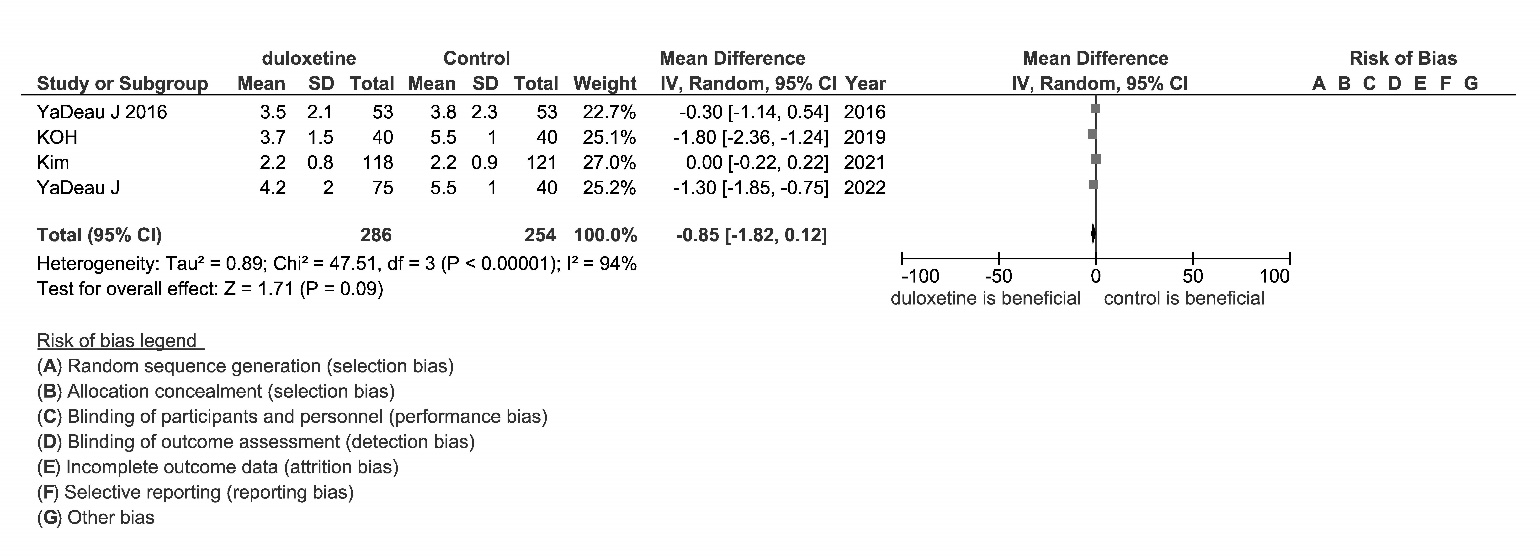 duloxetine Control Mean Difference Mean Difference Risk of Bias
Study or Subgroup Mean SD Total Mean SD Total Weight IV, Random, 95% CI Year IV, Random, 95% CI A B C D E F G
YaDeau J 2016 3.5 2.1 53 3.8 2.3 53 22.7% -0.30 [-1.14, 0.54] 2016
KOH 3.7 1.5 40 5.5 1 40 25.1% -1.80 [-2.36, -1.24] 2019
Kim 2.2 0.8 118 2.2 0.9 121 27.0% 0.00 [-0.22, 0.22] 2021
YaDeau J 4.2 2 75 5.5 1 40 25.2% -1.30 [-1.85, -0.75] 2022
Total (95% CI) 286 254 100.0% -0.85 [-1.82, 0.12]
Heterogeneity: Tau² = 0.89; Chi² = 47.51, df = 3 (P < 0.00001); I² = 94%
Test for overall effect: Z = 1.71 (P = 0.09)
-100 -50 0 50 100
duloxetine is beneficial control is beneficial
Risk of bias legend
(A) Random sequence generation (selection bias)
(B) Allocation concealment (selection bias)
(C) Blinding of participants and personnel (performance bias)
(D) Blinding of outcome assessment (detection bias)
(E) Incomplete outcome data (attrition bias)
(F) Selective reporting (reporting bias)
(G) Other bias